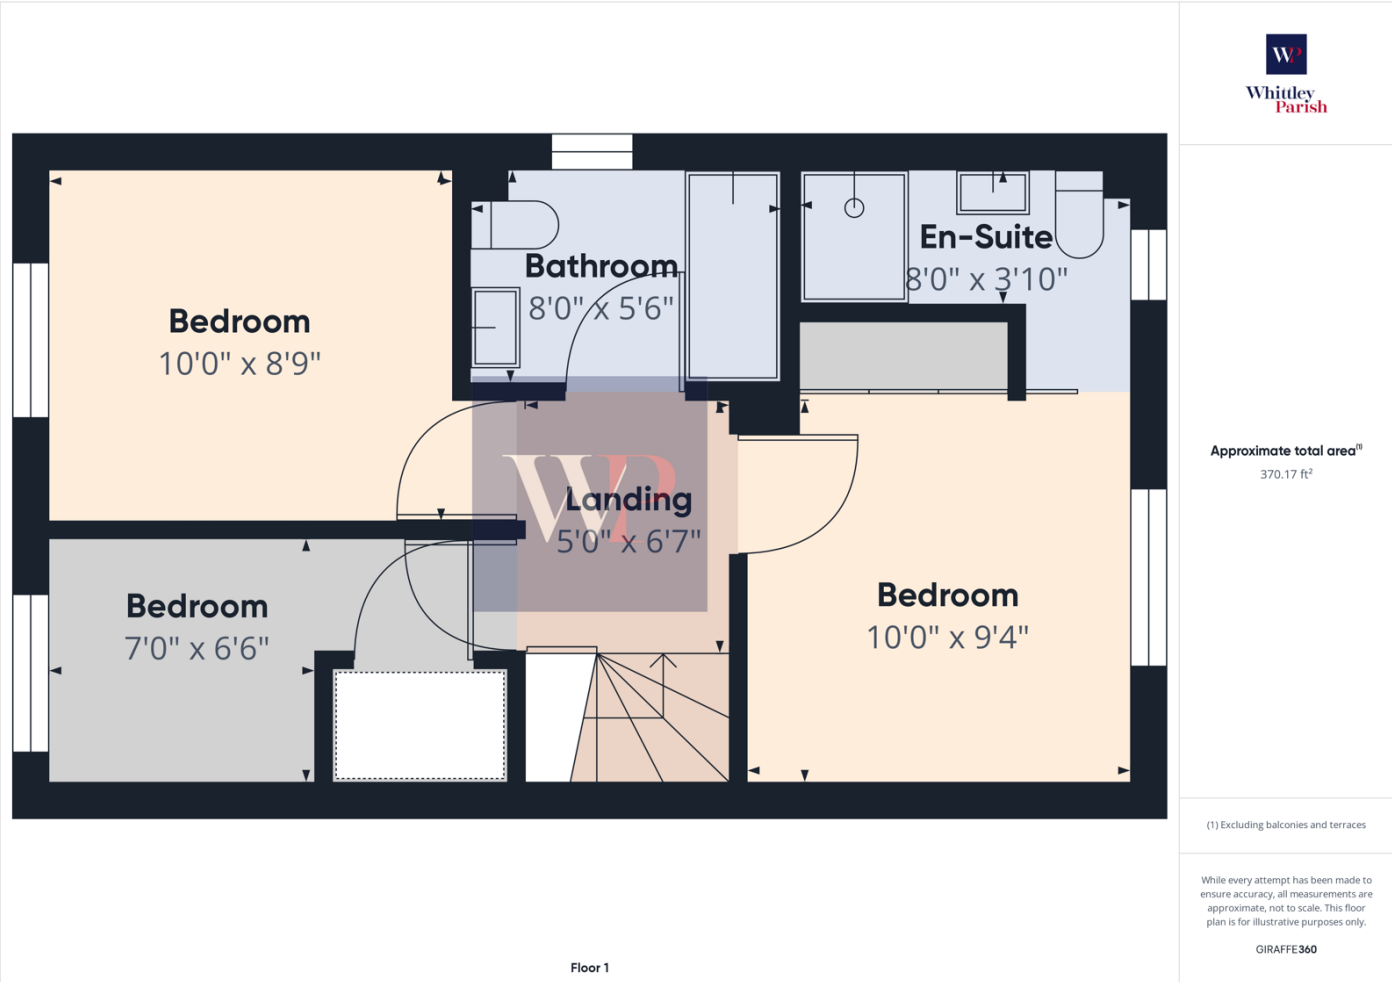 WP
Whittley
Parish
Bedroom
10'0" x 8'9"
Bathroom
8'0" x 5'6"
En-Suite
8'0" x 3'10"
WP
Landing
5'0" x 6'7"
Bedroom
7'0" x 6'6"
Bedroom
10'0" x 9'4"
Approximate total area⁽¹⁾
370.17 ft²
(1) Excluding balconies and terraces
While every attempt has been made to
ensure accuracy, all measurements are
approximate, not to scale. This floor
plan is for illustrative purposes only.
GIRAFFE360
Floor 1